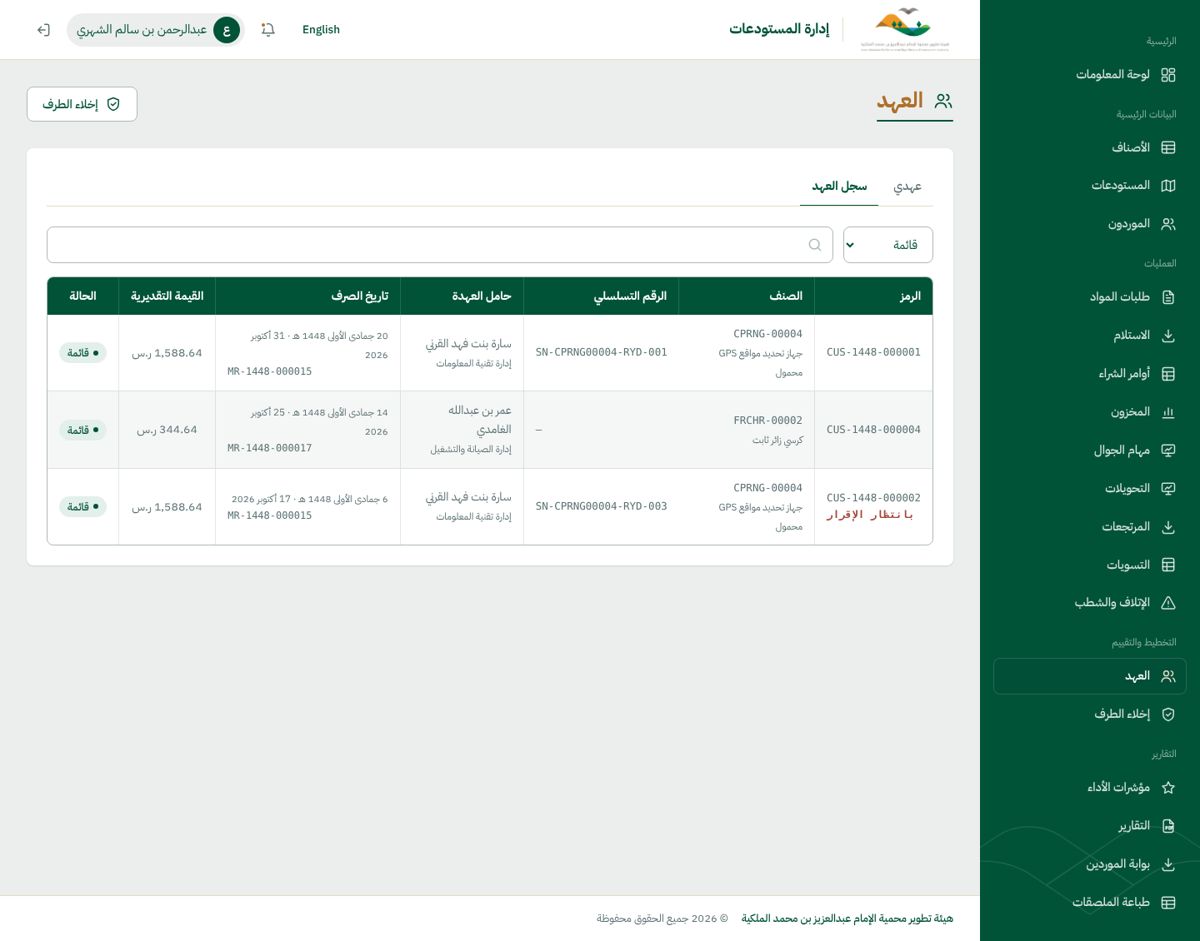 الرئيسية
لوحة المعلومات
البيانات الرئيسية
الأصناف
المستودعات
الموردون
العمليات
طلبات المواد
الاستلام
أوامر الشراء
المخزون
مهام الجوال
التحويلات
المرتجعات
التسويات
الإتلاف والشطب
التخطيط والتقييم
العهد
إخلاء الطرف
التقارير
مؤشرات الأداء
التقارير
بوابة الموردين
طباعة الملصقات
إدارة المستودعات
English
ع
عبدالرحمن بن سالم الشهري
العهد
إخلاء الطرف
عهدي
سجل العهد
قائمة
الرمز
الصنف
الرقم التسلسلي
حامل العهدة
تاريخ الصرف
القيمة التقديرية
الحالة
CUS-1448-000001
CPRNG-00004
جهاز تحديد مواقع GPS
محمول
SN-CPRNG00004-RYD-001
سارة بنت فهد القرني
إدارة تقنية المعلومات
20 جمادى الأولى 1448 هـ · 31 أكتوبر
2026
MR-1448-000015
1,588.64 ر.س
قائمة
CUS-1448-000004
FRCHR-00002
كرسي زائر ثابت
—
عمر بن عبدالله
الغامدي
إدارة الصيانة والتشغيل
14 جمادى الأولى 1448 هـ · 25 أكتوبر
2026
MR-1448-000017
344.64 ر.س
قائمة
CUS-1448-000002
بانتظار الإقرار
CPRNG-00004
جهاز تحديد مواقع GPS
محمول
SN-CPRNG00004-RYD-003
سارة بنت فهد القرني
إدارة تقنية المعلومات
6 جمادى الأولى 1448 هـ · 17 أكتوبر 2026
MR-1448-000015
1,588.64 ر.س
قائمة
هيئة تطوير محمية الإمام عبدالعزيز بن محمد الملكية
© 2026 جميع الحقوق محفوظة